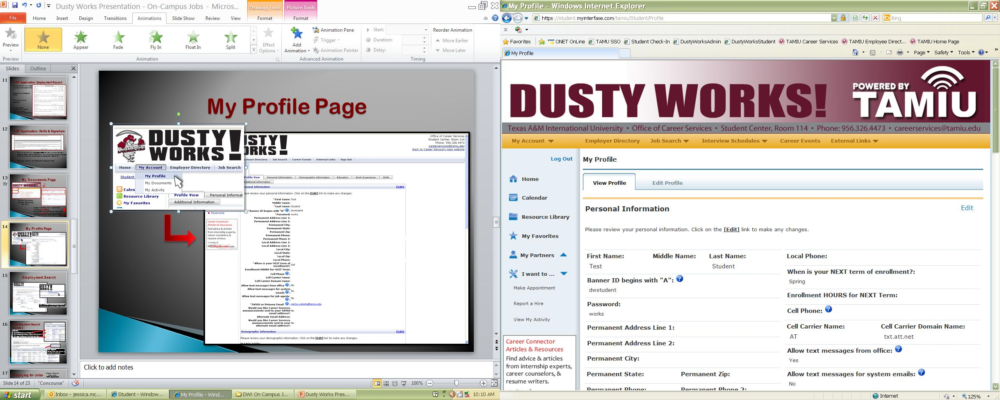 Dusty Works Presentation - On-Campus Jobs - Micros...
Drawing Tools
Picture Tools
File
Home
Insert
Design
Transitions
Animations
Slide Show
Review
View
Format
Format
Preview
None
Appear
Fade
Fly In
Float In
Split
Effect Options
Add Animation
Animation Pane
Trigger
Animation Painter
Start:
Duration:
Delay:
Reorder Animation
Move Earlier
Move Later
Preview
Animation
Advanced Animation
Timing
Slides
Outline
11
SEP Application: Employment Record
12
SEP Application: Skills & Signature
13
My Documents Page
14
My Profile Page
15
Employment Search
16
Employment Search
17
Applying for Jobs
My Profile Page
DUSTY WORKS!
Dustdevils
Home
My Account
Employer Directory
Job Search
My Profile
My Documents
My Activity
Student
Calen
Resource Library
My Favorites
Profile View
Personal Informat
Additional Information
STY
ORKS!
Office of Career Services
Student Center, Room 114
Phone: 956.326.4473
careerservices@tamiu.edu
Back to Career Service's main website
ployer Directory
Job Search
Career Events
External Links
Sign Out
rofile View
Personal Information
Demographic Information
Education
Work Experience
Skills
Additional Information
ersonal Information
[Edit]
ase review your personal information. Click on the [Edit] link to make any changes.
*First Name: Test
Middle Name:
*Last Name: Student
*Banner ID begins with "A" : dwstudent
*Password: works
Permanent Address Line 1:
Permanent Address Line 2:
Permanent City:
Permanent State:
Permanent Zip:
Permanent Phone:
Permanent Phone 2:
Local Address Line 1:
Local Address Line 2:
Local City:
Local State:
Local Zip:
Local Phone:
*When is your NEXT term of enrollment?: Fall
Enrollment HOURS for NEXT Term:
Cell Phone :
Cell Carrier Name:
Cell Carrier Domain Name:
Allow text messages from office : No
Allow text messages for system emails : No
Allow text messages for job agents : No
*TAMIU or Primary Email : carlos.vallarta@tamiu.edu
Would you like Career Services announcements sent to your TAMIU email address?: No
Alternate Email Address:
Would you like Career Services announcements sent to your alternate email address?: No
Demographic Information
[Edit]
Please review your demographic information. Click on the [Edit] link to make any changes.
Placements
Career Connector
Articles & Resources
Find advice & articles
from internship experts,
career counselors, &
resume writers.
courtesy of
CollegeRecruiter.com
Click to add notes
Slide 14 of 23
"Concourse"
100%
start
Inbox - jessica.mc...
Student - Window...
My Profile - Wind...
DW! On Campus J...
Dusty Works Pres...
10:10 AM
My Profile - Windows Internet Explorer
https://student.myinterfase.com/tamiu/Student/Profile
Bing
Favorites
ONET OnLine
TAMU SSO
Student Check-In
DustyWorksAdmin
DustyWorksStudent
TAMIU Career Services
TAMIU Employee Direct...
TAMIU Home Page
My Profile
Page
Safety
Tools
DUSTY WORKS!
POWERED BY
TAMIU
Texas A&M International University • Office of Career Services • Student Center, Room 114 • Phone: 956.326.4473 • careerservices@tamiu.edu
My Account
Employer Directory
Job Search
Interview Schedules
Career Events
External Links
Log Out
Home
Calendar
Resource Library
My Favorites
My Partners
I want to ...
Make Appointment
Report a Hire
View My Activity
Career Connector
Articles & Resources
Find advice & articles
from internship experts,
career counselors, &
resume writers.
My Profile
View Profile
Edit Profile
Personal Information
Edit
Please review your personal information. Click on the [Edit] link to make any changes.
First Name:
Middle Name:
Last Name:
Test
Student
Banner ID begins with "A":
dwstudent
Password:
works
Permanent Address Line 1:
Permanent Address Line 2:
Permanent City:
Permanent State:
Permanent Zip:
Permanent Phone:
Permanent Phone 2:
Local Phone:
When is your NEXT term of enrollment?:
Spring
Enrollment HOURS for NEXT Term:
Cell Phone:
Cell Carrier Name:
Cell Carrier Domain Name:
AT
txt.att.net
Allow text messages from office:
Yes
Allow text messages for system emails:
No
Internet
125%